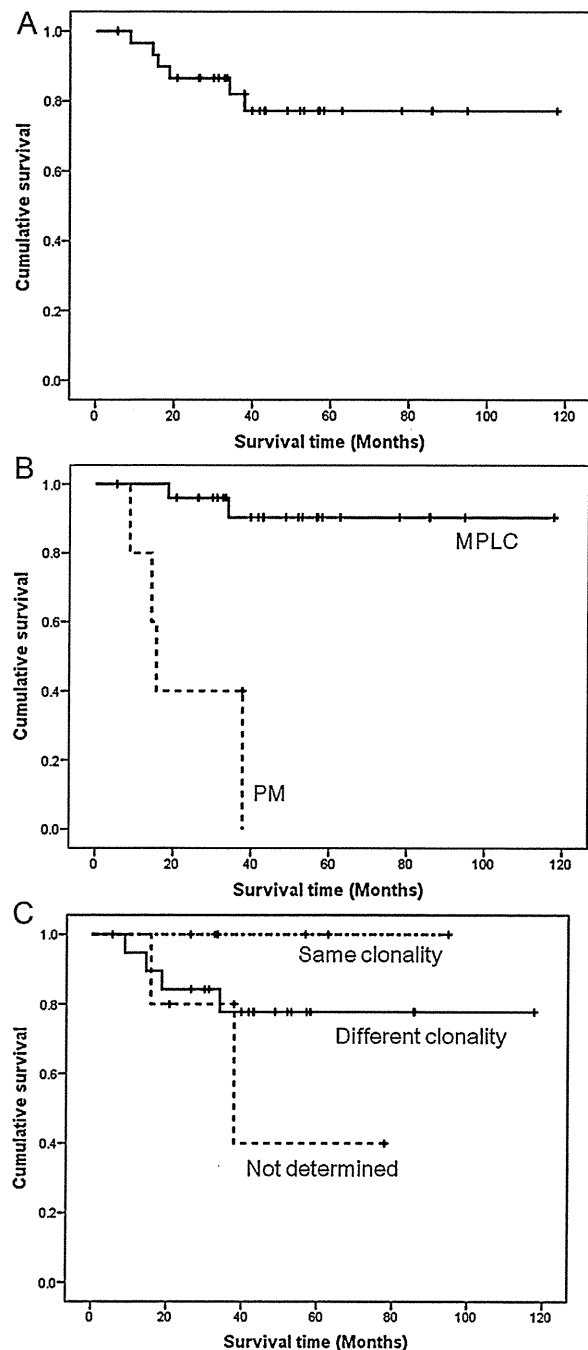 A
Cumulative survival
1.0
0.8
0.6
0.4
0.2
0.0
0 20 40 60 80 100 120
Survival time (Months)
B
Cumulative survival
1.0
0.8
0.6
0.4
0.2
0.0
MPLC
PM
0 20 40 60 80 100 120
Survival time (Months)
C
Cumulative survival
1.0
0.8
0.6
0.4
0.2
0.0
Same clonality
Different clonality
Not determined
0 20 40 60 80 100 120
Survival time (Months)